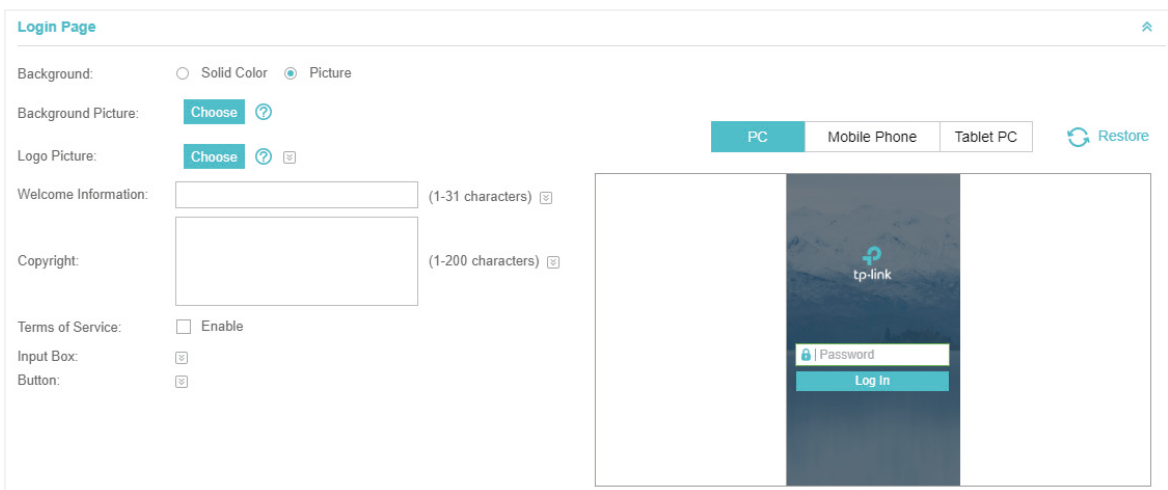 Login Page
Background: Solid Color Picture
Background Picture: Choose ?
Logo Picture: Choose ?
Welcome Information: (1-31 characters)
Copyright: (1-200 characters)
Terms of Service: Enable
Input Box:
Button:
PC Mobile Phone Tablet PC Restore
tp-link
Password
Log In